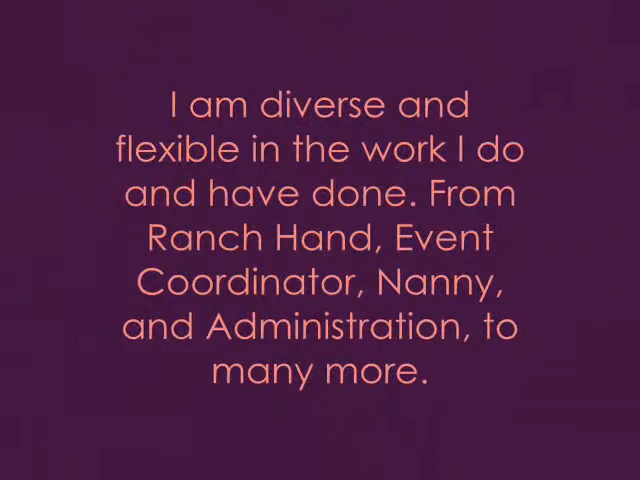 I am diverse and
flexible in the work I do
and have done. From
Ranch Hand, Event
Coordinator, Nanny,
and Administration, to
many more.